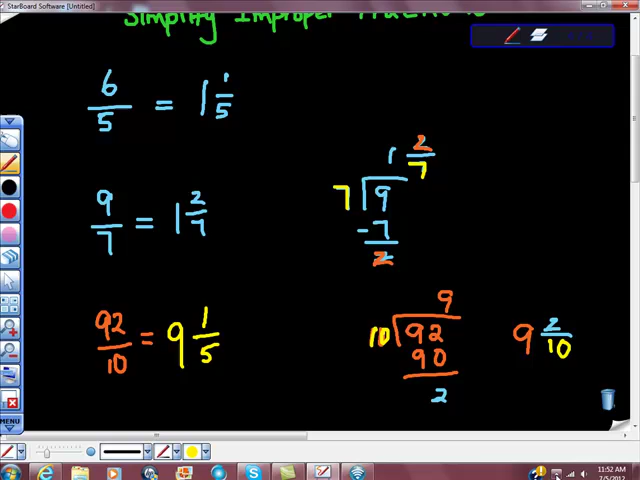 StarBoard Software [Untitled]
Simplify Improper
6/5 = 1 1/5
1 2/7
7 9
-7
2
9/7 = 1 2/7
92/10 = 9 1/5
9
10 92
90
2
9 2/10
MENU
11:52 AM
7/5/2012